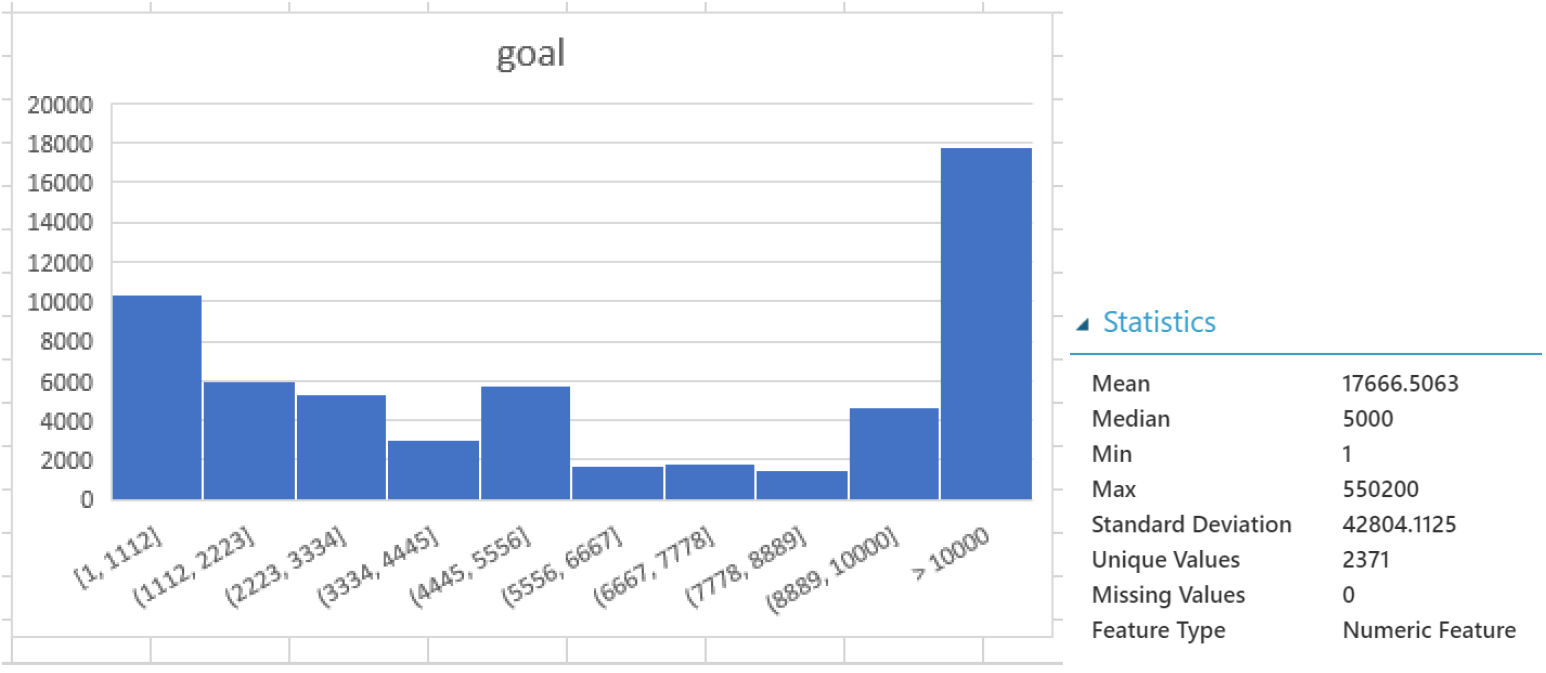 goal
20000
18000
16000
14000
12000
10000
8000
6000
4000
2000
0
[1, 1112]
(1112, 2223]
(2223, 3334]
(3334, 4445]
(4445, 5556]
(5556, 6667]
(6667, 7778]
(7778, 8889]
(8889, 10000]
> 10000
Statistics
Mean 17666.5063
Median 5000
Min 1
Max 550200
Standard Deviation 42804.1125
Unique Values 2371
Missing Values 0
Feature Type Numeric Feature